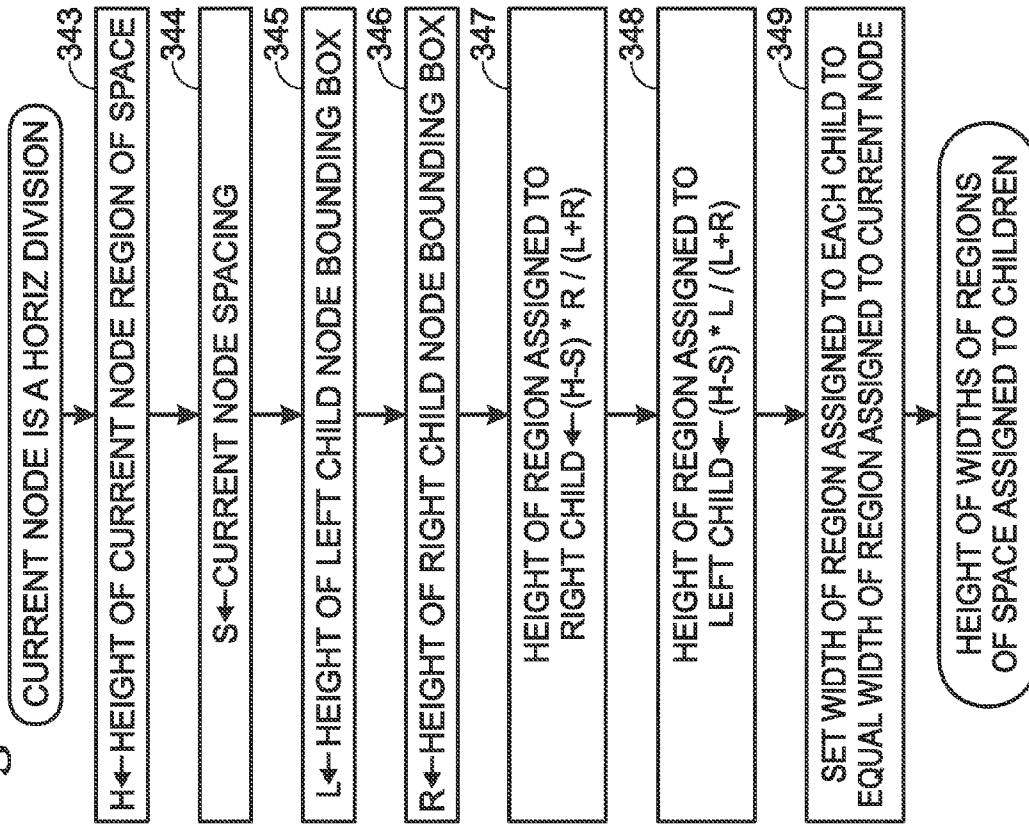 CURRENT NODE IS A HORIZ DIVISION
343
H←HEIGHT OF CURRENT NODE REGION OF SPACE
344
S←CURRENT NODE SPACING
345
L←HEIGHT OF LEFT CHILD NODE BOUNDING BOX
346
R←HEIGHT OF RIGHT CHILD NODE BOUNDING BOX
347
HEIGHT OF REGION ASSIGNED TO
RIGHT CHILD←(H-S) * R / (L+R)
348
HEIGHT OF REGION ASSIGNED TO
LEFT CHILD←(H-S) * L / (L+R)
349
SET WIDTH OF REGION ASSIGNED TO EACH CHILD TO
EQUAL WIDTH OF REGION ASSIGNED TO CURRENT NODE
HEIGHT OF WIDTHS OF REGIONS
OF SPACE ASSIGNED TO CHILDREN